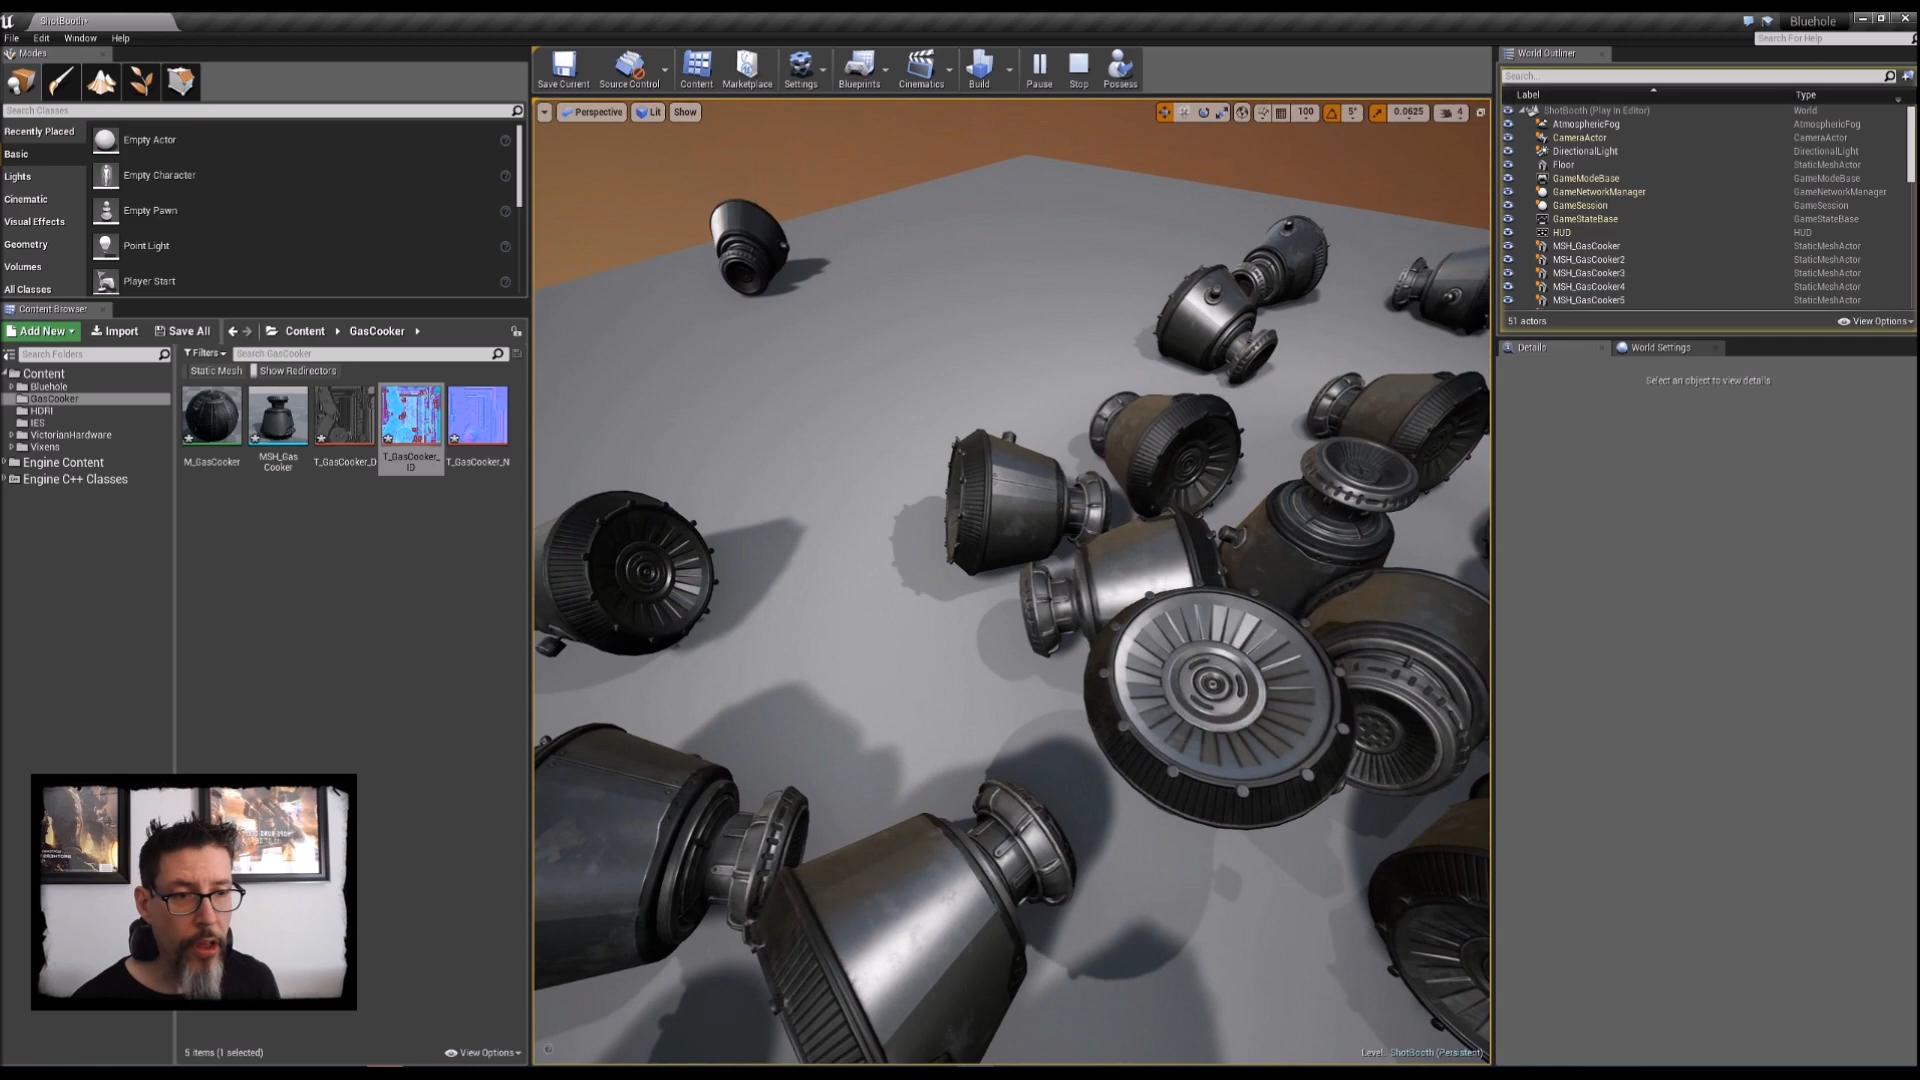 ShotBooth*
Bluehole
File Edit Window Help
Search For Help
Modes
Search Classes
Recently Placed
Basic
Lights
Cinematic
Visual Effects
Geometry
Volumes
All Classes
Empty Actor
Empty Character
Empty Pawn
Point Light
Player Start
Save Current
Source Control
Content
Marketplace
Settings
Blueprints
Cinematics
Build
Pause
Stop
Possess
Perspective Lit Show
100 5° 0.0625 4
Content Browser
Add New Import Save All Content GasCooker
Search Folders
Filters Search GasCooker
Static Mesh Show Redirectors
Content
Bluehole
GasCooker
HDRI
IES
VictorianHardware
Vixens
Engine Content
Engine C++ Classes
M_GasCooker
MSH_Gas
Cooker
T_GasCooker_D
T_GasCooker_
ID
T_GasCooker_N
5 items (1 selected)
View Options
Level: ShotBooth (Persistent)
World Outliner
Search...
Label Type
ShotBooth (Play In Editor) World
AtmosphericFog AtmosphericFog
CameraActor CameraActor
DirectionalLight DirectionalLight
Floor StaticMeshActor
GameModeBase GameModeBase
GameNetworkManager GameNetworkManager
GameSession GameSession
GameStateBase GameStateBase
HUD HUD
MSH_GasCooker StaticMeshActor
MSH_GasCooker2 StaticMeshActor
MSH_GasCooker3 StaticMeshActor
MSH_GasCooker4 StaticMeshActor
MSH_GasCooker5 StaticMeshActor
51 actors
View Options
Details World Settings
Select an object to view details